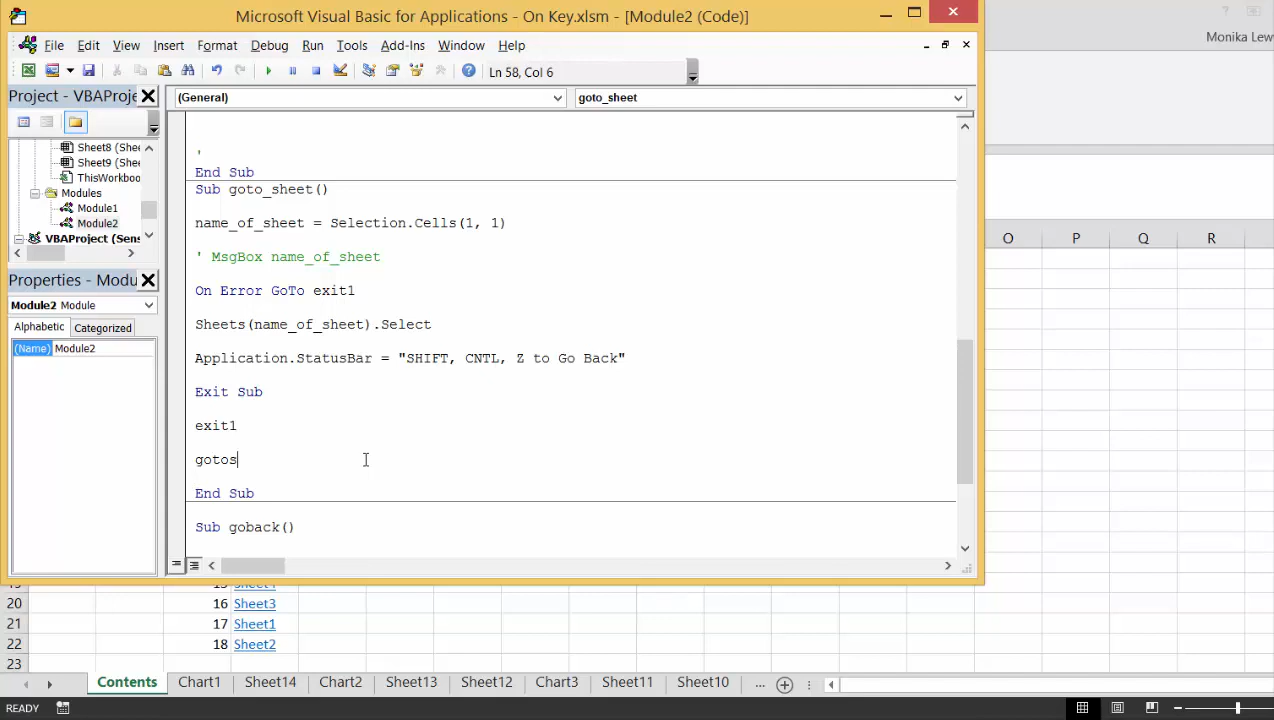 Microsoft Visual Basic for Applications - On Key.xlsm - [Module2 (Code)]
Monika Lew
File Edit View Insert Format Debug Run Tools Add-Ins Window Help
Ln 58, Col 6
Project - VBAProje
(General)
goto_sheet
Sheet8 (Shee
Sheet9 (Shee
ThisWorkboo
Modules
Module1
Module2
VBAProject (Sens
Properties - Modu
Module2 Module
Alphabetic Categorized
(Name) Module2
'
End Sub
Sub goto_sheet()
name_of_sheet = Selection.Cells(1, 1)
' MsgBox name_of_sheet
On Error GoTo exit1
Sheets(name_of_sheet).Select
Application.StatusBar = "SHIFT, CNTL, Z to Go Back"
Exit Sub
exit1
gotos
End Sub
Sub goback()
O P Q R
20 16 Sheet3
21 17 Sheet1
22 18 Sheet2
23
Contents Chart1 Sheet14 Chart2 Sheet13 Sheet12 Chart3 Sheet11 Sheet10 ...
READY